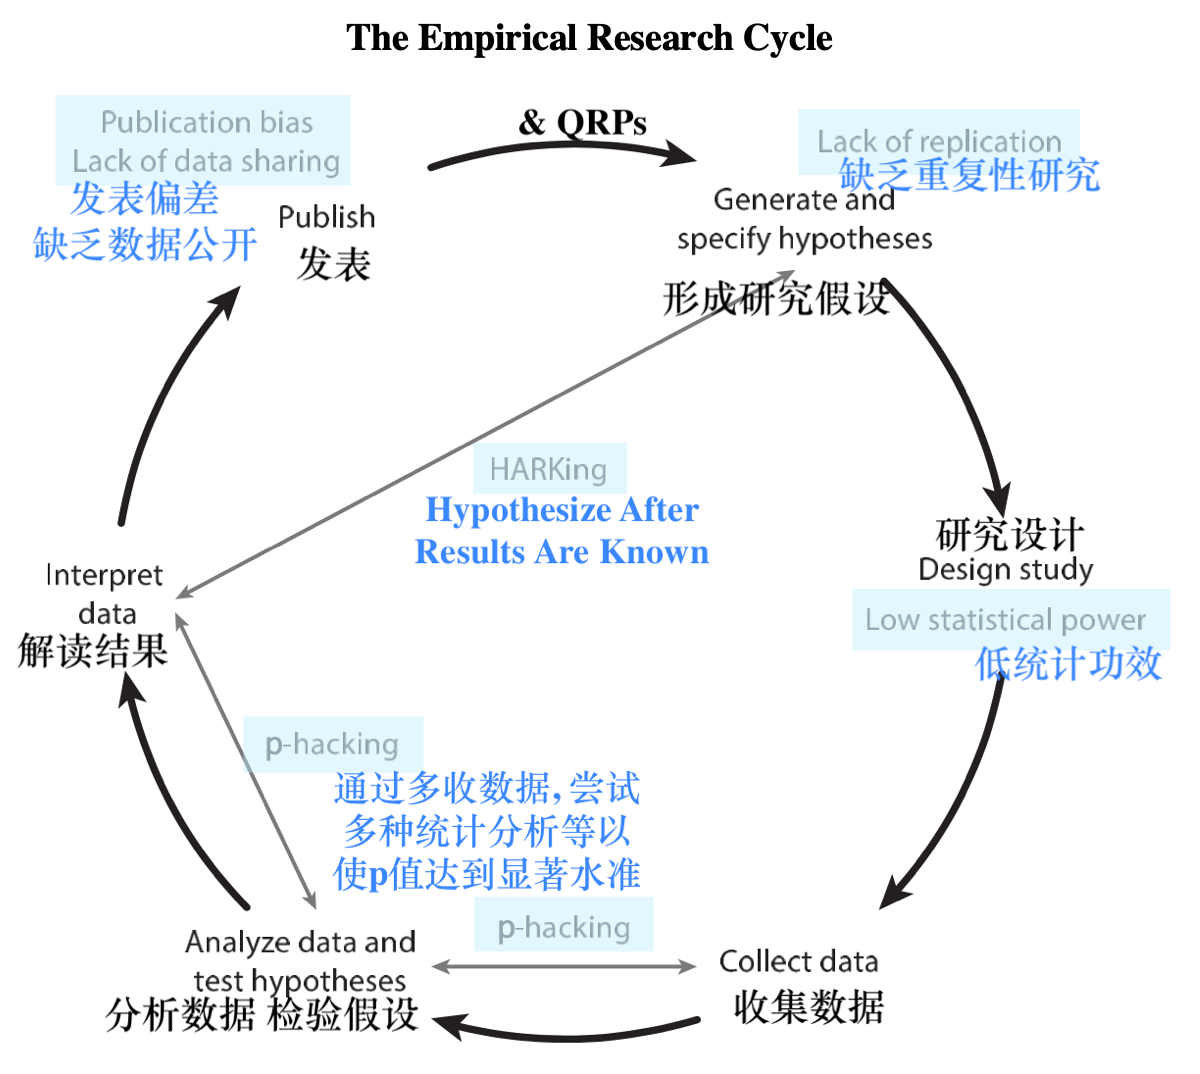 The Empirical Research Cycle
& QRPs
Publication bias
Lack of data sharing
发表偏差
缺乏数据公开
Publish
发表
Lack of replication
缺乏重复性研究
Generate and
specify hypotheses
形成研究假设
HARKing
Hypothesize After
Results Are Known
研究设计
Design study
Low statistical power
低统计功效
Interpret
data
解读结果
p-hacking
通过多收数据, 尝试
多种统计分析等以
使p值达到显著水准
p-hacking
Analyze data and
test hypotheses
分析数据 检验假设
Collect data
收集数据